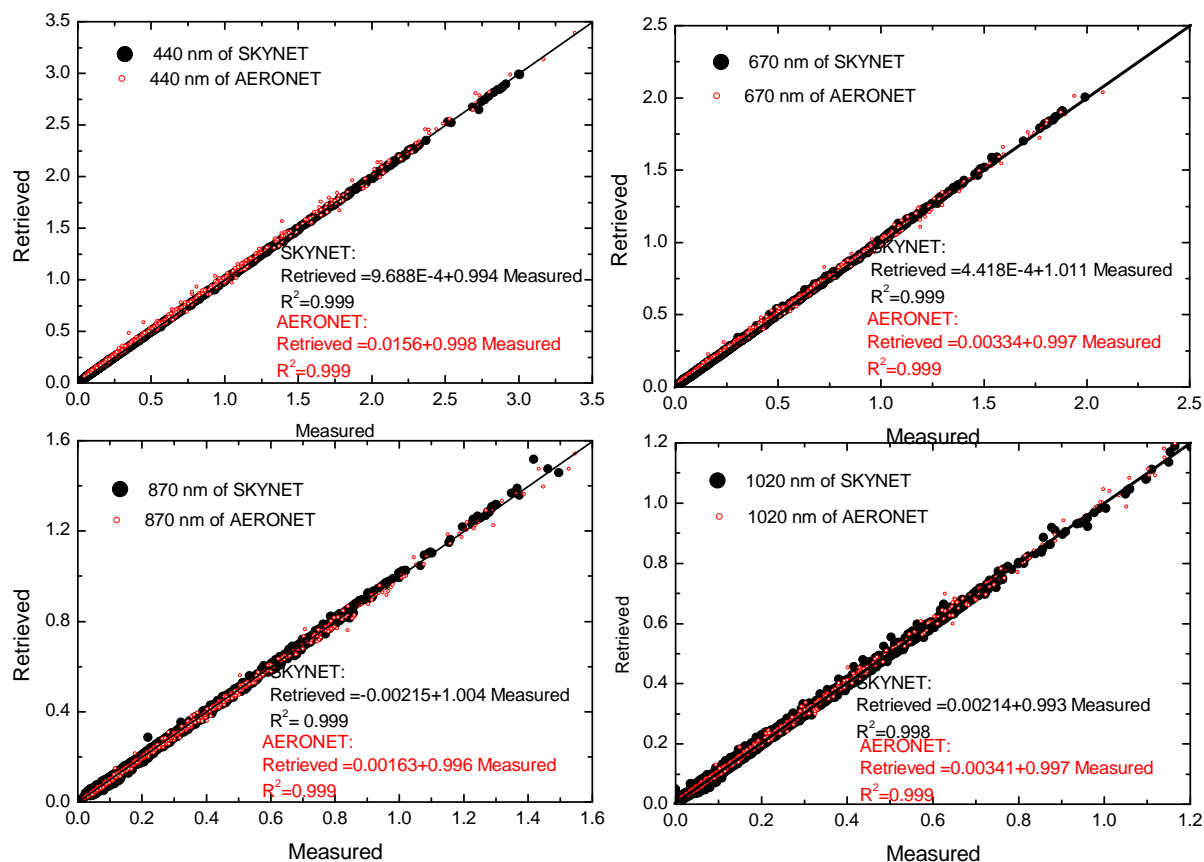 3.5
3.0
2.5
2.0
1.5
1.0
0.5
0.0
Retrieved
440 nm of SKYNET
440 nm of AERONET
SKYNET:
Retrieved =9.688E-4+0.994 Measured
R²=0.999
AERONET:
Retrieved =0.0156+0.998 Measured
R²=0.999
0.0 0.5 1.0 1.5 2.0 2.5 3.0 3.5
Measured
2.5
2.0
1.5
1.0
0.5
0.0
Retrieved
670 nm of SKYNET
670 nm of AERONET
SKYNET:
Retrieved =4.418E-4+1.011 Measured
R²=0.999
AERONET:
Retrieved =0.00334+0.997 Measured
R²=0.999
0.0 0.5 1.0 1.5 2.0 2.5
Measured
1.6
1.2
0.8
0.4
0.0
Retrieved
870 nm of SKYNET
870 nm of AERONET
SKYNET:
Retrieved =-0.00215+1.004 Measured
R²= 0.999
AERONET:
Retrieved =0.00163+0.996 Measured
R²=0.999
0.0 0.2 0.4 0.6 0.8 1.0 1.2 1.4 1.6
Measured
1.2
1.0
0.8
0.6
0.4
0.2
0.0
Retrieved
1020 nm of SKYNET
1020 nm of AERONET
SKYNET:
Retrieved =0.00214+0.993 Measured
R²=0.998
AERONET:
Retrieved =0.00341+0.997 Measured
R²=0.999
0.0 0.2 0.4 0.6 0.8 1.0 1.2
Measured